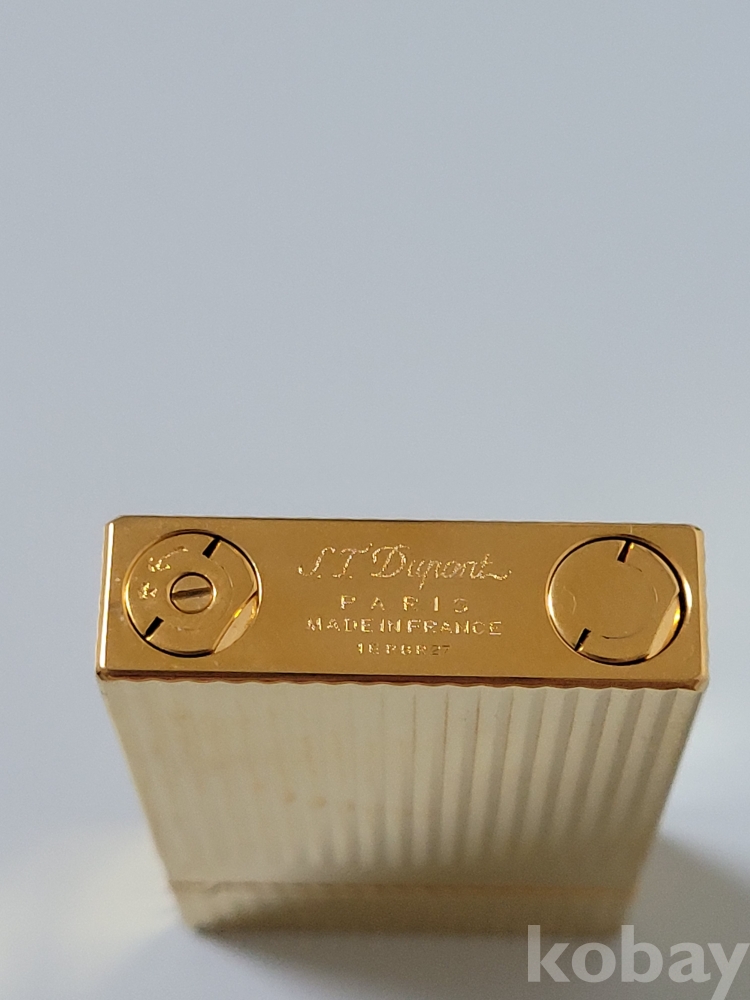 S.T. Dupont
PARIS
MADE IN FRANCE
kobay